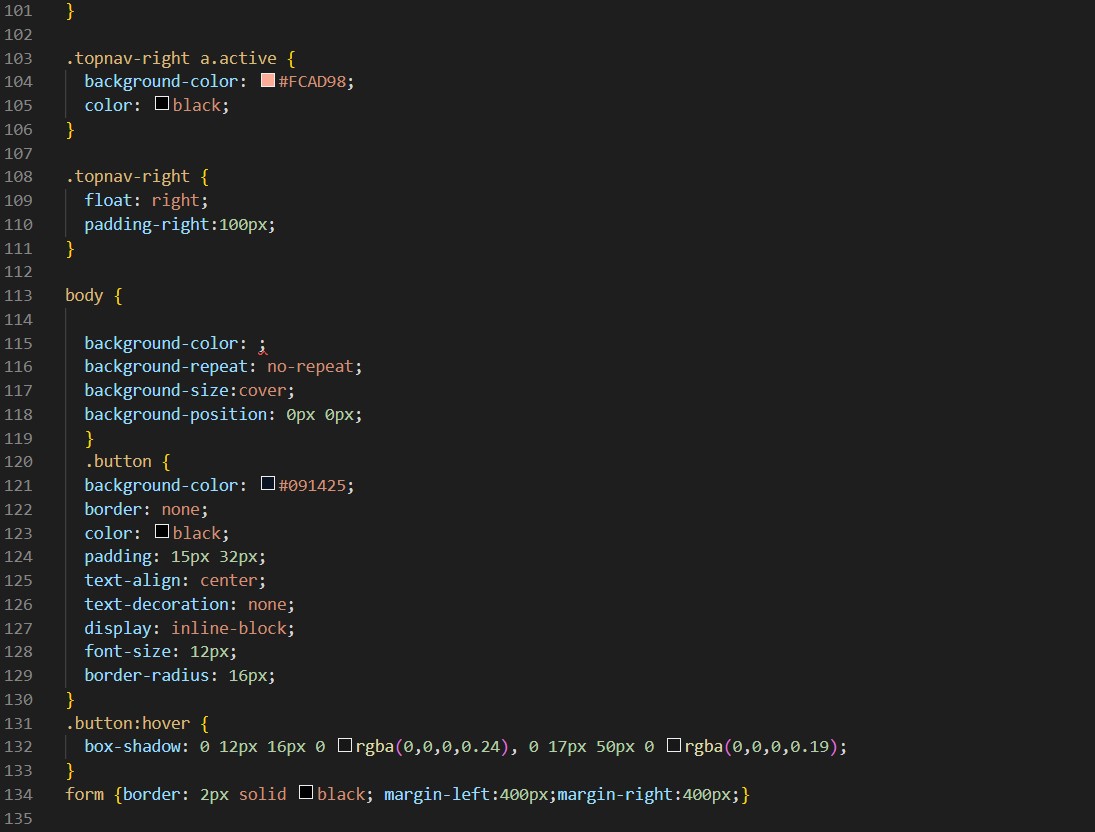 101 }
102
103 .topnav-right a.active {
104 background-color: #FCAD98;
105 color: black;
106 }
107
108 .topnav-right {
109 float: right;
110 padding-right:100px;
111 }
112
113 body {
114
115 background-color: ;
116 background-repeat: no-repeat;
117 background-size:cover;
118 background-position: 0px 0px;
119 }
120 .button {
121 background-color: #091425;
122 border: none;
123 color: black;
124 padding: 15px 32px;
125 text-align: center;
126 text-decoration: none;
127 display: inline-block;
128 font-size: 12px;
129 border-radius: 16px;
130 }
131 .button:hover {
132 box-shadow: 0 12px 16px 0 rgba(0,0,0,0.24), 0 17px 50px 0 rgba(0,0,0,0.19);
133 }
134 form {border: 2px solid black; margin-left:400px;margin-right:400px;}
135